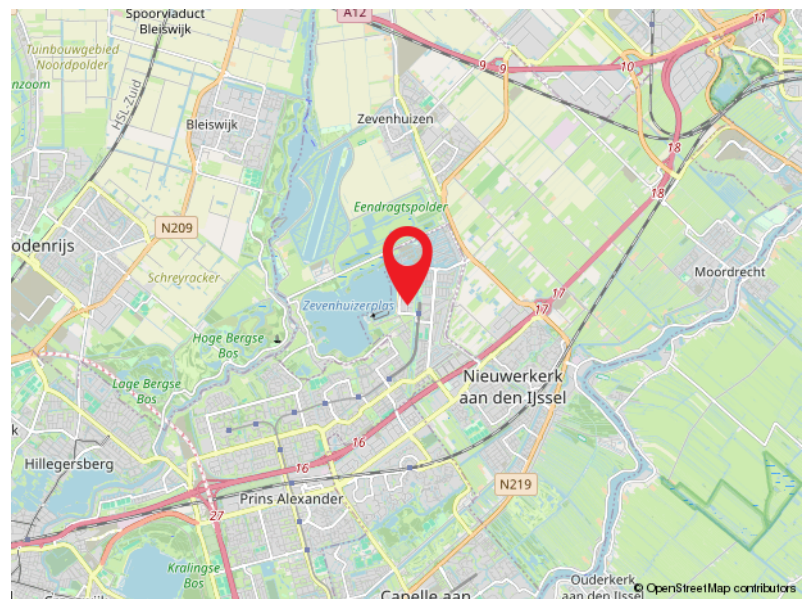 Spoorviaduct
Bleiswijk
A12
11
Tuinbouwgebied
Noordpolder
9
9
10
nzoom
HSL-Zuid
Bleiswijk
Zevenhuizen
18
18
Eendragtspolder
N209
odenrijs
Moordrecht
Schreyracker
17
17
Zevenhuizerplas
Hoge Bergse
Bos
Nieuwerkerk
aan den IJssel
Lage Bergse
Bos
k
16
16
Hillegersberg
N219
Prins Alexander
27
Kralingse
Bos
Ouderkerk
aan den IJssel
Capelle aan
© OpenStreetMap contributors